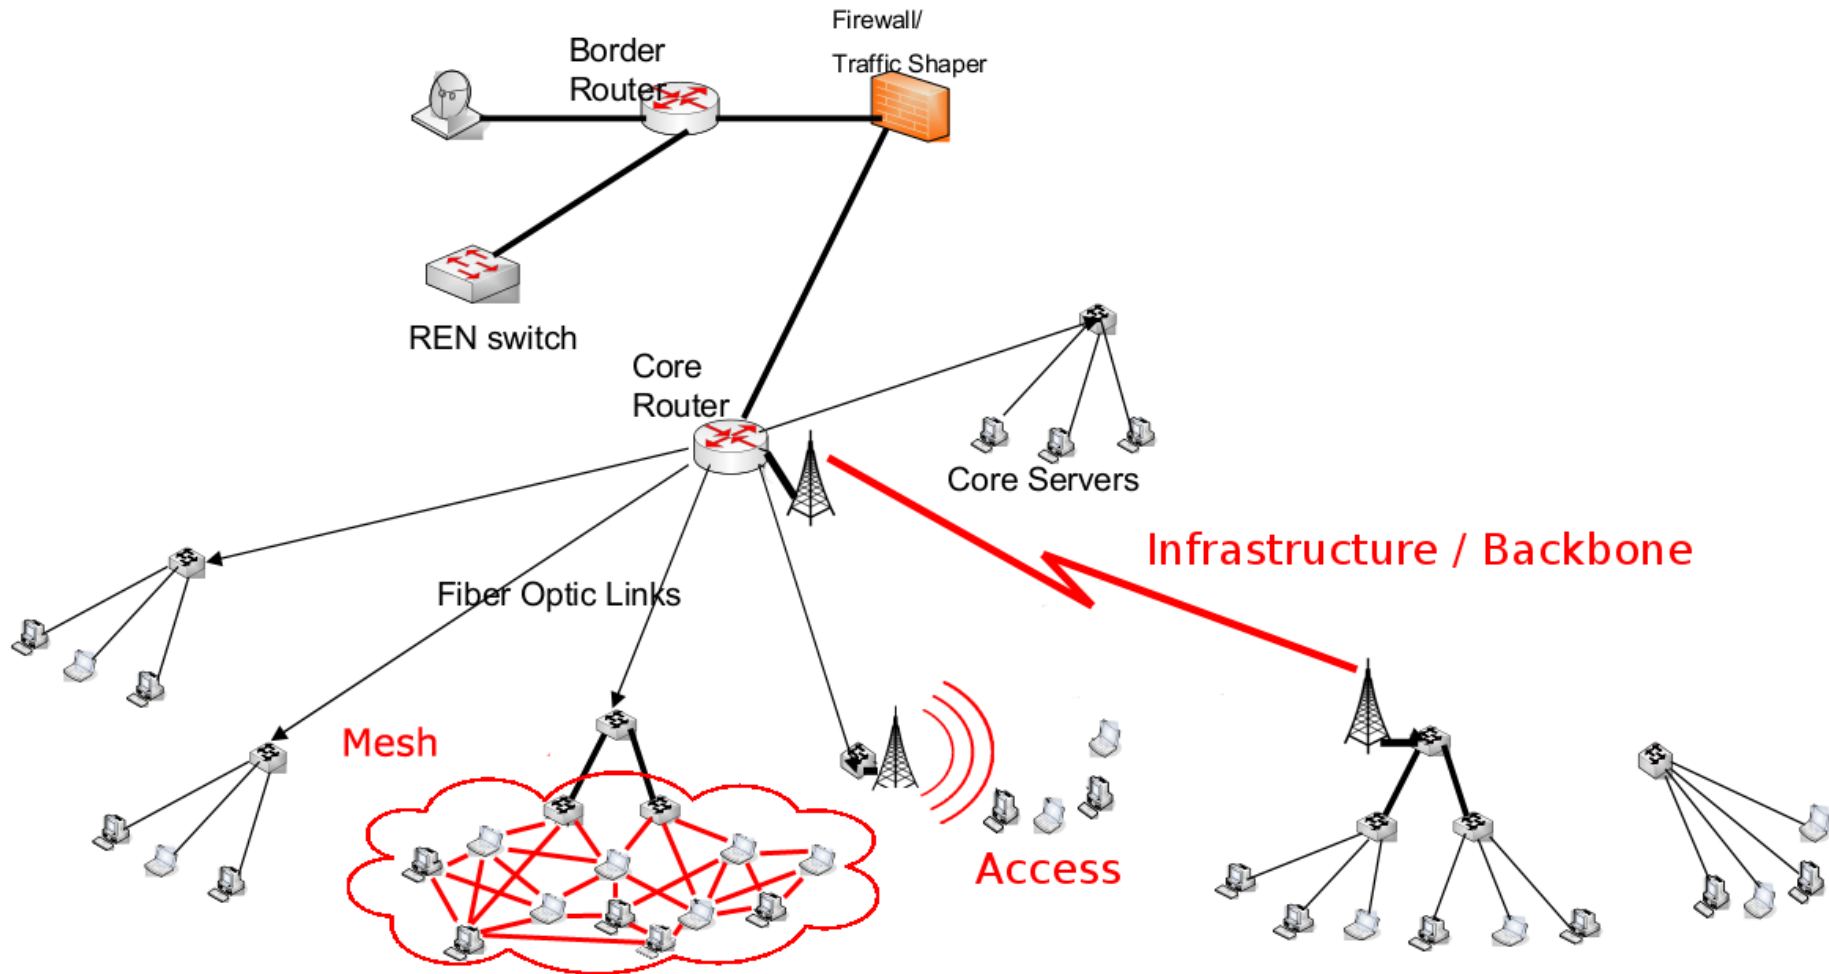 Firewall/
Traffic Shaper
Border
Router
REN switch
Core
Router
Core Servers
Infrastructure / Backbone
Fiber Optic Links
Mesh
Access